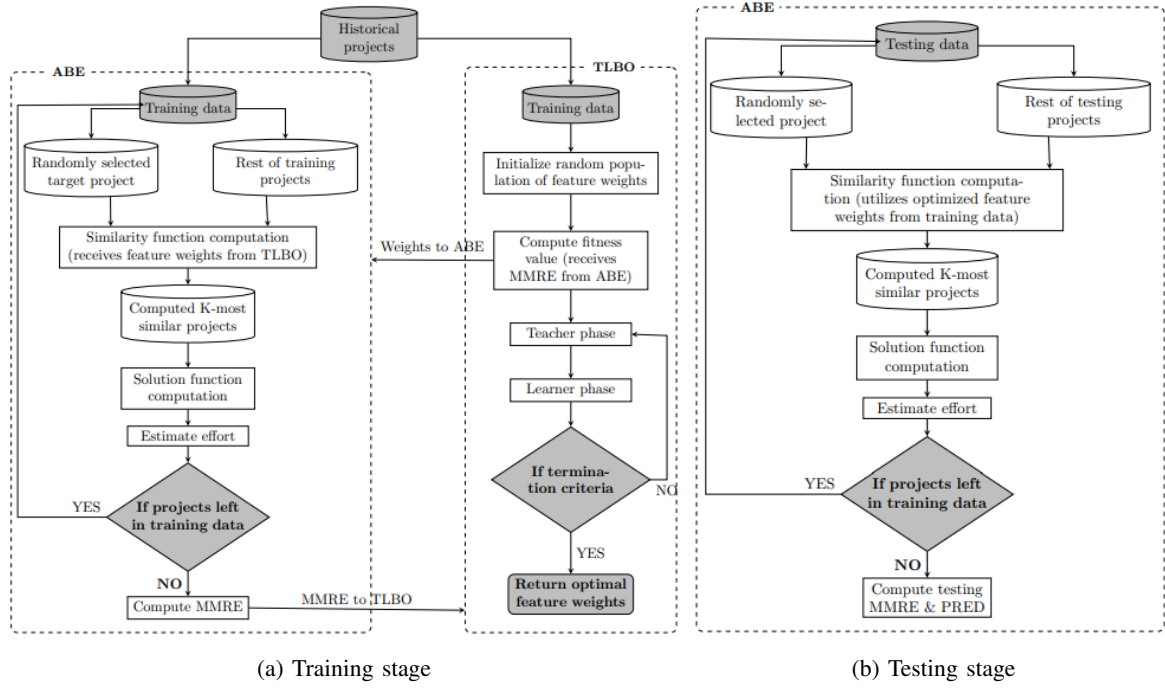 Historical
projects
ABE
Training data
Randomly selected
target project
Rest of training
projects
Similarity function computation
(receives feature weights from TLBO)
Computed K-most
similar projects
Solution function
computation
Estimate effort
If projects left
in training data
YES
NO
Compute MMRE
MMRE to TLBO
Weights to ABE
TLBO
Training data
Initialize random popu-
lation of feature weights
Compute fitness
value (receives
MMRE from ABE)
Teacher phase
Learner phase
If termina-
tion criteria
NO
YES
Return optimal
feature weights
(a) Training stage
ABE
Testing data
Randomly se-
lected project
Rest of testing
projects
Similarity function computa-
tion (utilizes optimized feature
weights from training data)
Computed K-most
similar projects
Solution function
computation
Estimate effort
If projects left
in training data
YES
NO
Compute testing
MMRE & PRED
(b) Testing stage